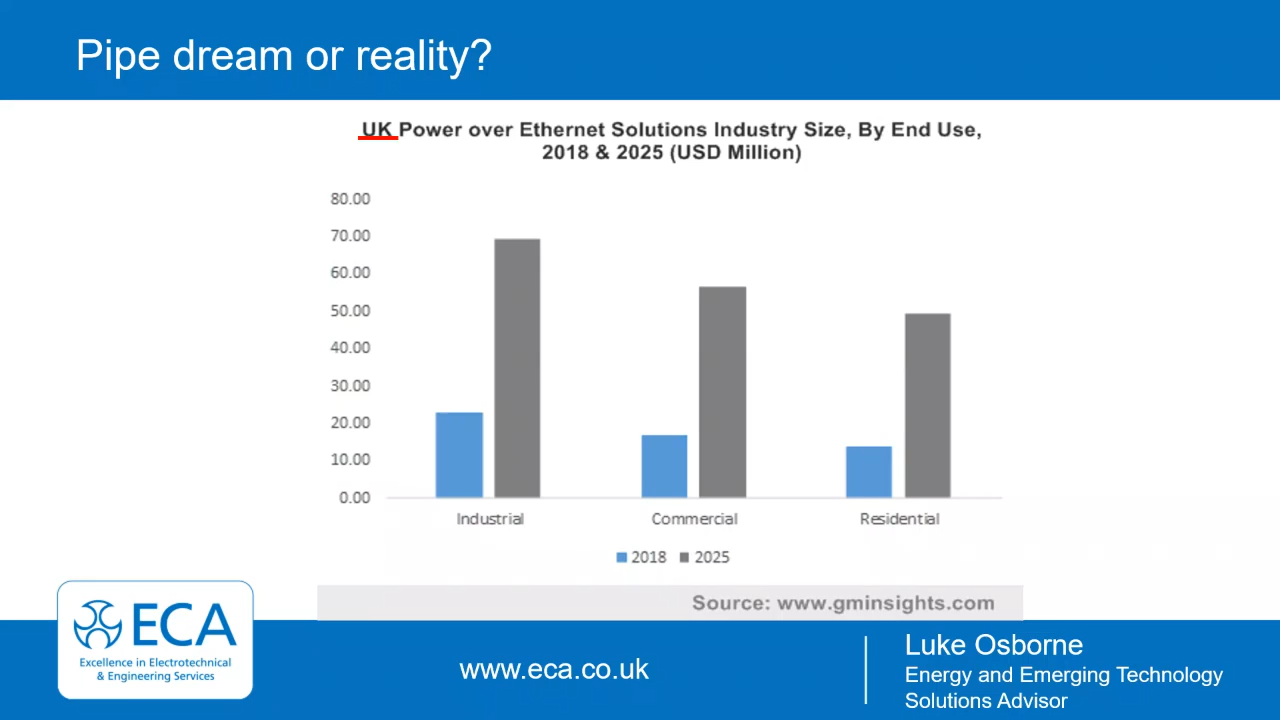 Pipe dream or reality?
UK Power over Ethernet Solutions Industry Size, By End Use,
2018 & 2025 (USD Million)
80.00
70.00
60.00
50.00
40.00
30.00
20.00
10.00
0.00
Industrial
Commercial
Residential
2018
2025
Source: www.gminsights.com
ECA
Excellence in Electrotechnical
& Engineering Services
www.eca.co.uk
Luke Osborne
Energy and Emerging Technology
Solutions Advisor